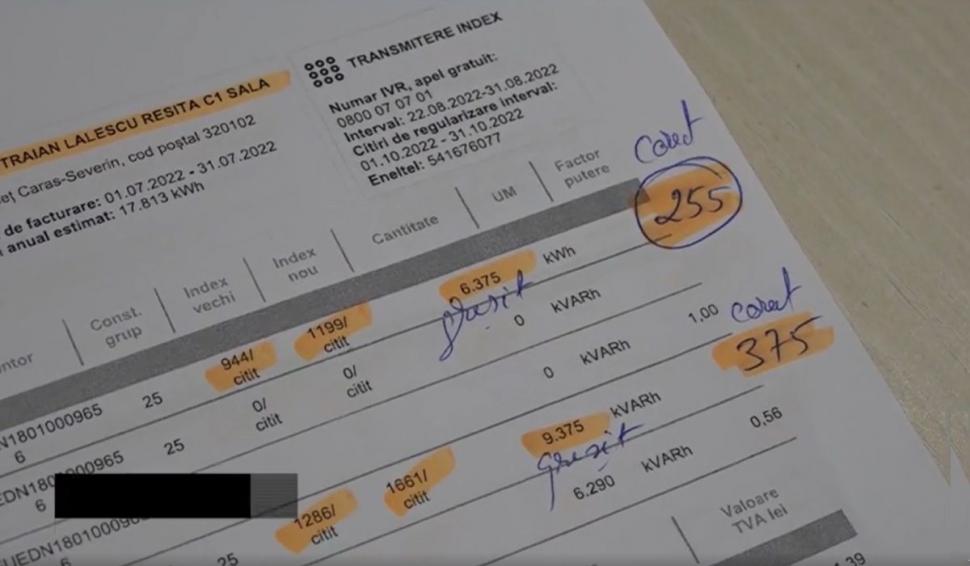 TRANSMITERE INDEX
Numar IVR, apel gratuit:
0800 07 07 01
Interval: 22.08.2022-31.08.2022
Citiri de regularizare interval:
01.10.2022 - 31.10.2022
Eneltel: 541676077
TRAIAN LALESCU RESITA C1 SALA
Caras-Severin, cod poștal 320102
de facturare: 01.07.2022 - 31.07.2022
anual estimat: 17.813 kWh
Const. grup
Index vechi
Index nou
Cantitate
UM
Factor putere
corect
255
25
944/ citit
1199/ citit
6.375
kWh
gresit
25
0/ citit
0/ citit
0
kVARh
0
kVARh
1,00
corect
375
25
1286/ citit
1661/ citit
9.375
kVARh
gresit
6.290
kVARh
0,56
Valoare
TVA lei